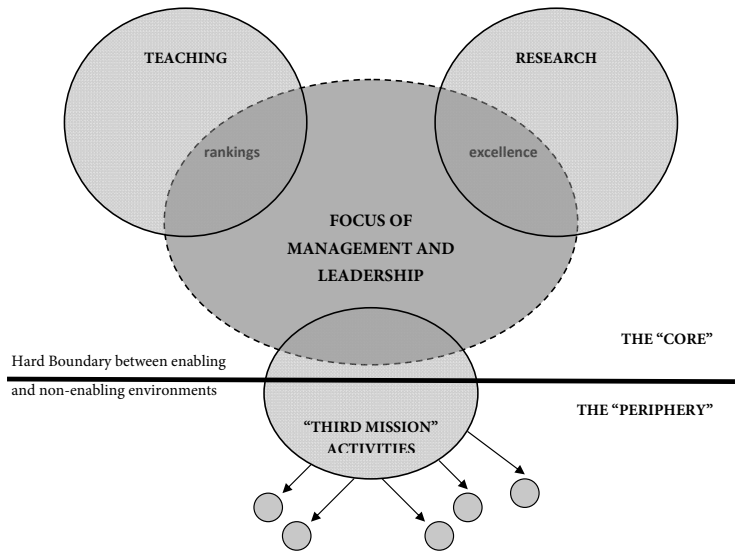 TEACHING
RESEARCH
rankings
excellence
FOCUS OF
MANAGEMENT AND
LEADERSHIP
THE “CORE”
Hard Boundary between enabling
and non-enabling environments
THE “PERIPHERY”
“THIRD MISSION”
ACTIVITIES